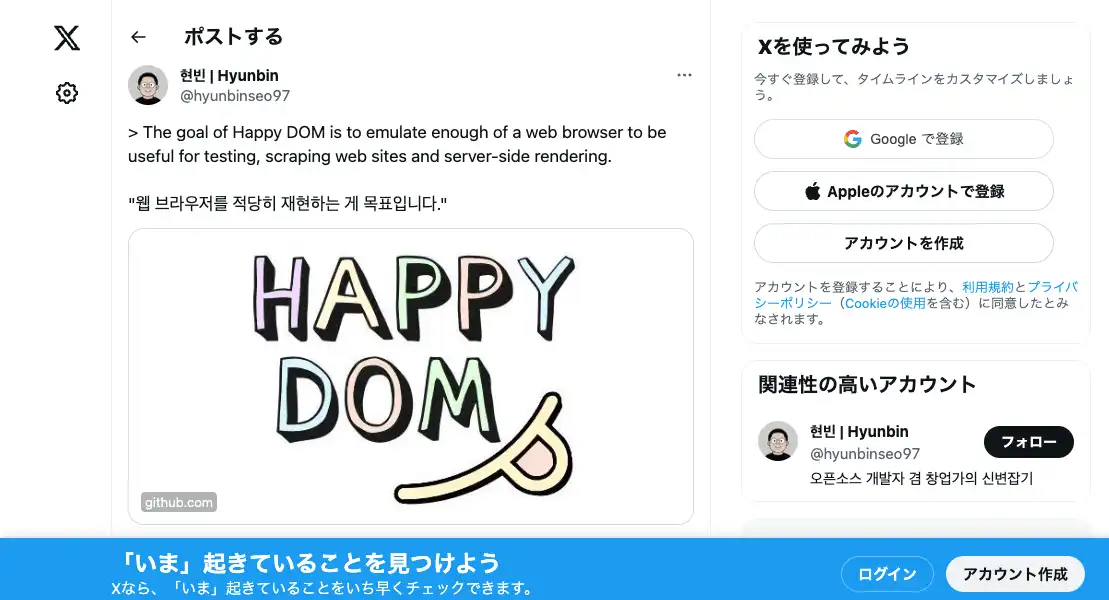 ポストする
현빈 | Hyunbin
@hyunbinseo97
> The goal of Happy DOM is to emulate enough of a web browser to be
useful for testing, scraping web sites and server-side rendering.
"웹 브라우저를 적당히 재현하는 게 목표입니다."
HAPPY
DOM
github.com
Xを使ってみよう
今すぐ登録して、タイムラインをカスタマイズしましょ
う。
Google で登録
Appleのアカウントで登録
アカウントを作成
アカウントを登録することにより、利用規約とプライバ
シーポリシー（Cookieの使用を含む）に同意したとみ
なされます。
関連性の高いアカウント
현빈 | Hyunbin
@hyunbinseo97
フォロー
오픈소스 개발자 겸 창업가의 신변잡기
「いま」起きていることを見つけよう
Xなら、「いま」起きていることをいち早くチェックできます。
ログイン
アカウント作成